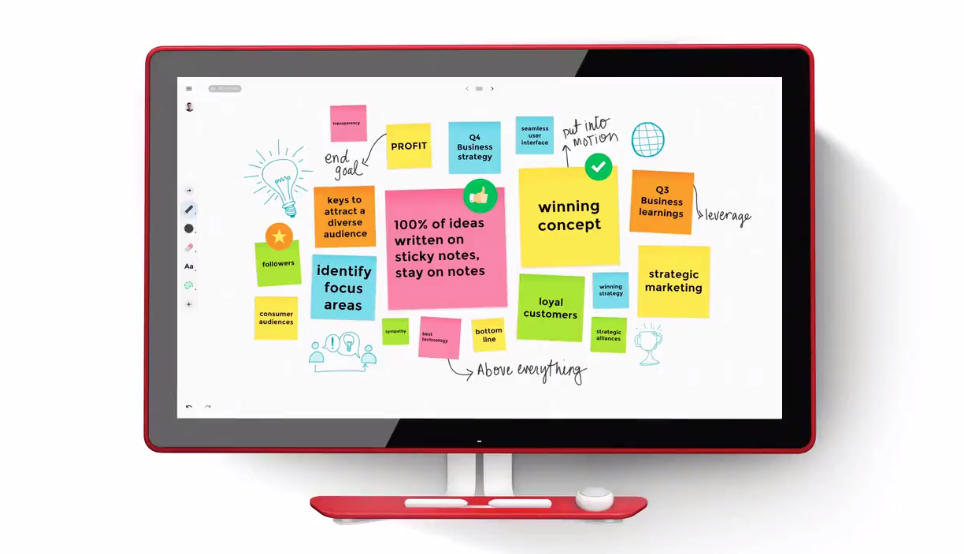 transparency
end
goal
PROFIT
Q4
Business
strategy
seamless
user
interface
put into
MOTION
keys to
attract a
diverse
audience
100% of ideas
written on
sticky notes,
stay on notes
winning
concept
Q3
Business
learnings
leverage
followers
identify
focus
areas
consumer
audiences
loyal
customers
winning
strategy
strategic
marketing
sympathy
best
technology
bottom
line
strategic
alliances
Above everything
Aa